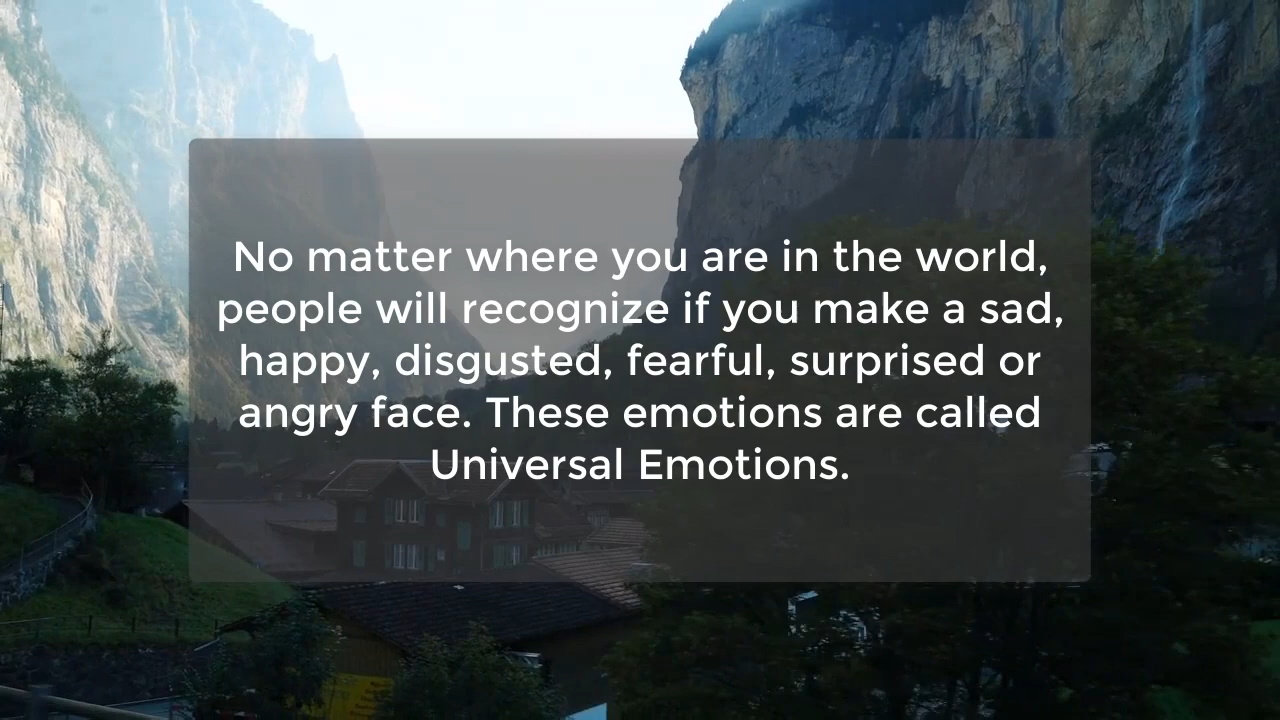 No matter where you are in the world,
people will recognize if you make a sad,
happy, disgusted, fearful, surprised or
angry face. These emotions are called
Universal Emotions.